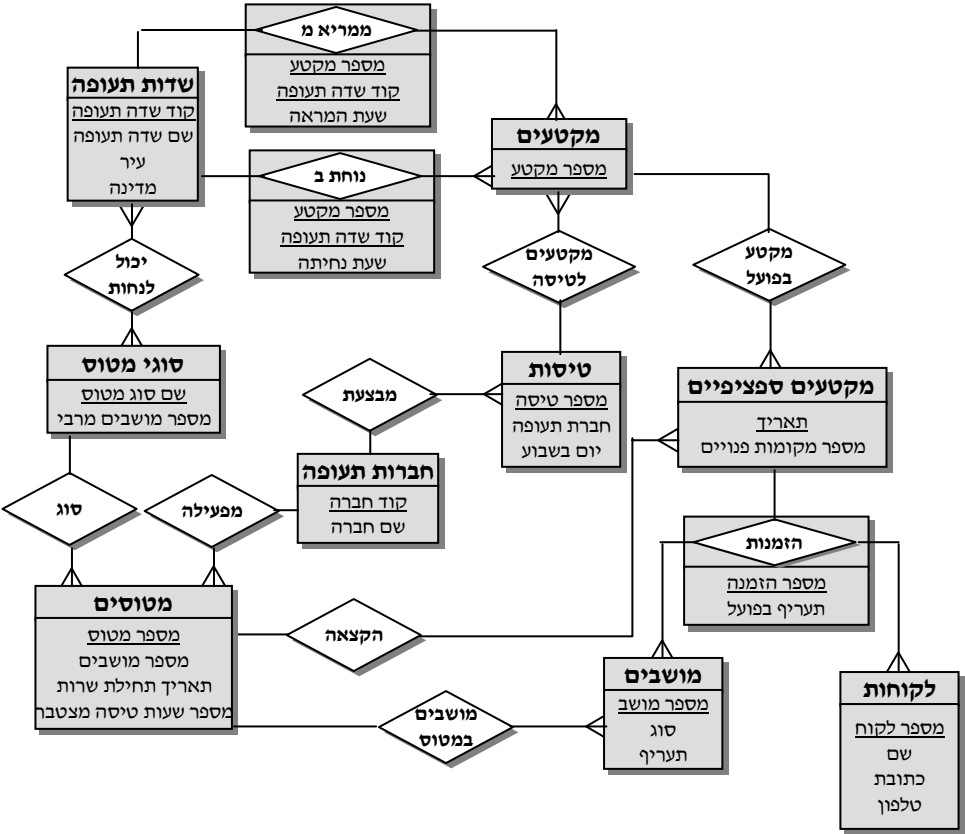 ממריא מ
מספר מקטע
קוד שדה תעופה
שעת המראה
שדות תעופה
קוד שדה תעופה
שם שדה תעופה
עיר
מדינה
מקטעים
מספר מקטע
נוחת ב
מספר מקטע
קוד שדה תעופה
שעת נחיתה
יכול
לנחות
מקטעים
לטיסה
מקטע
בפועל
סוגי מטוס
שם סוג מטוס
מספר מושבים מרבי
מבצעת
טיסות
מספר טיסה
חברת תעופה
יום בשבוע
מקטעים ספציפיים
תאריך
מספר מקומות פנויים
חברות תעופה
קוד חברה
שם חברה
סוג
מפעילה
הזמנות
מספר הזמנה
תעריף בפועל
מטוסים
מספר מטוס
מספר מושבים
תאריך תחילת שרות
מספר שעות טיסה מצטבר
הקצאה
מושבים
מספר מושב
סוג
תעריף
לקוחות
מספר לקוח
שם
כתובת
טלפון
מושבים
במטוס